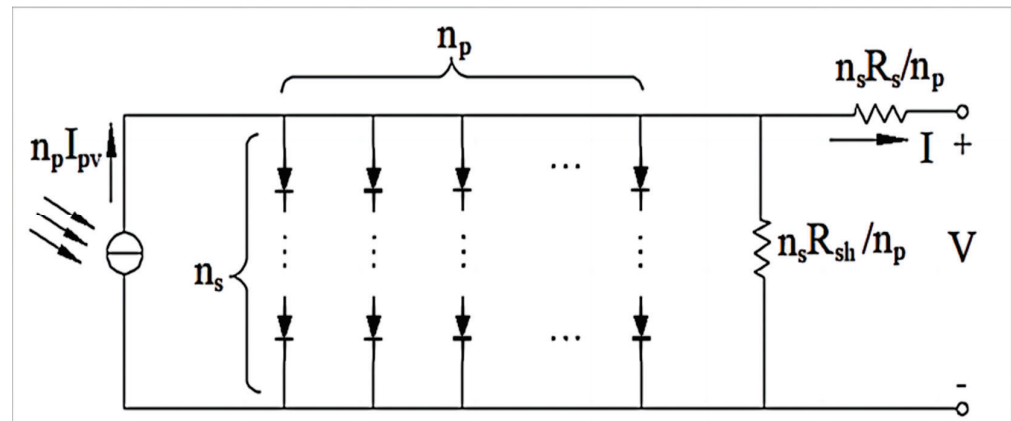 n_p
n_sR_s/n_p
n_pI_pv
I
+
...
n_s
n_sR_sh/n_p
V
...
-